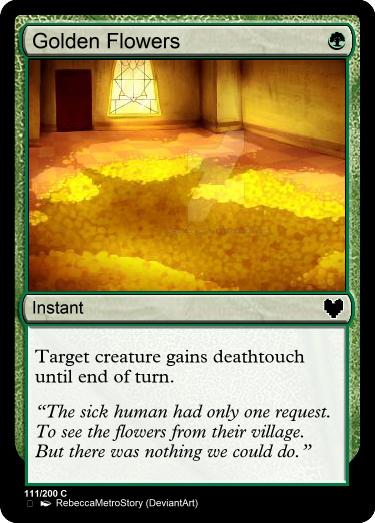 Golden Flowers
Instant
Target creature gains deathtouch
until end of turn.
“The sick human had only one request.
To see the flowers from their village.
But there was nothing we could do.”
111/200 C
RebeccaMetroStory (DeviantArt)